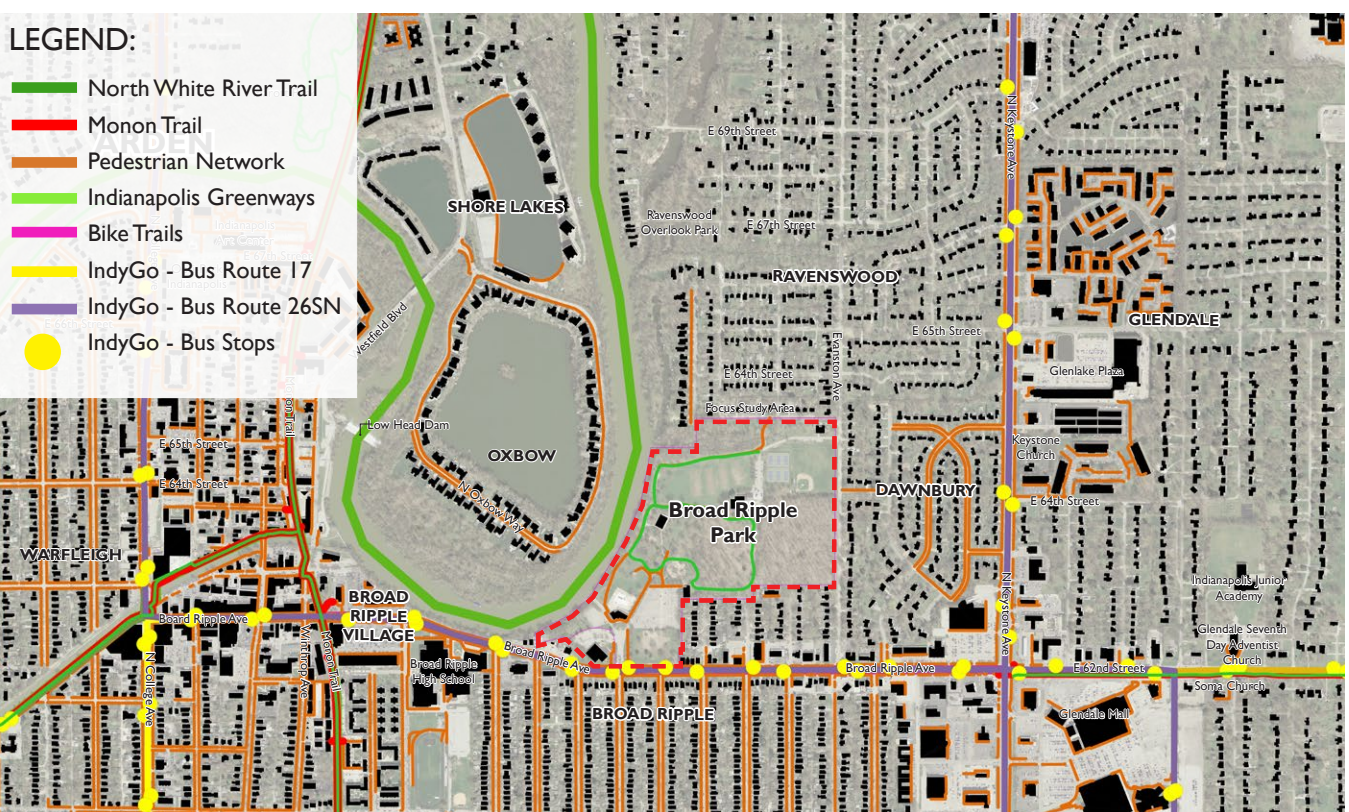 LEGEND:
North White River Trail
Monon Trail
Pedestrian Network
Indianapolis Greenways
Bike Trails
IndyGo - Bus Route 17
IndyGo - Bus Route 26SN
IndyGo - Bus Stops
ARDEN
SHORE LAKES
E 69th Street
Ravenswood
Overlook Park
E 67th Street
RAVENSWOOD
N Keystone Ave
GLENDALE
E 65th Street
Evanston Ave
Glenlake Plaza
E 64th Street
Focus Study Area
Westfield Blvd
Low Head Dam
OXBOW
N Oxbow Way
Keystone
Church
E 65th Street
E 64th Street
Broad Ripple
Park
DAWNBURY
E 64th Street
WARFLEIGH
BROAD
RIPPLE
VILLAGE
Board Ripple Ave
Winthrop Ave
Monon Trail
N College Ave
Broad Ripple
High School
Broad Ripple Ave
BROAD RIPPLE
Broad Ripple Ave
N Keystone Ave
E 62nd Street
Indianapolis Junior
Academy
Glendale Seventh
Day Adventist
Church
Soma Church
Glendale Mall